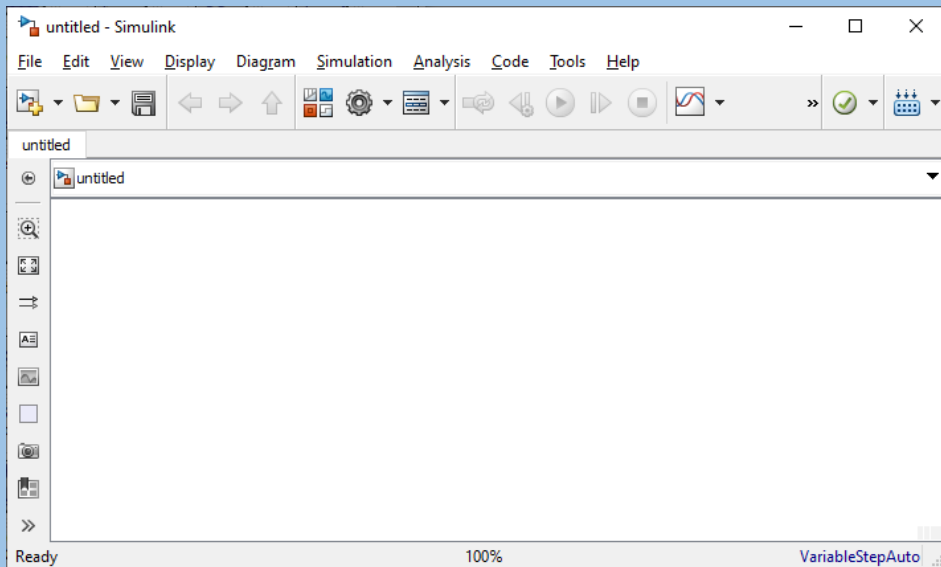 untitled - Simulink
File Edit View Display Diagram Simulation Analysis Code Tools Help
»
untitled
untitled
A
Ready 100% VariableStepAuto